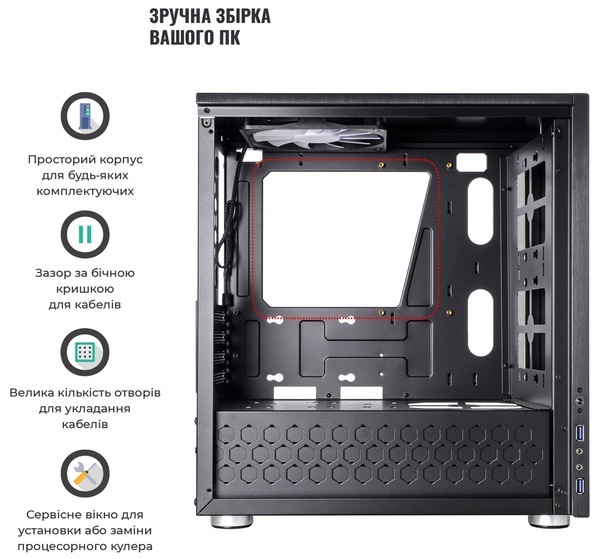 ЗРУЧНА ЗБІРКА
ВАШОГО ПК
Просторий корпус
для будь-яких
комплектуючих
Зазор за бічною
кришкою
для кабелів
Велика кількість отворів
для укладання
кабелів
Сервісне вікно для
установки або заміни
процесорного кулера